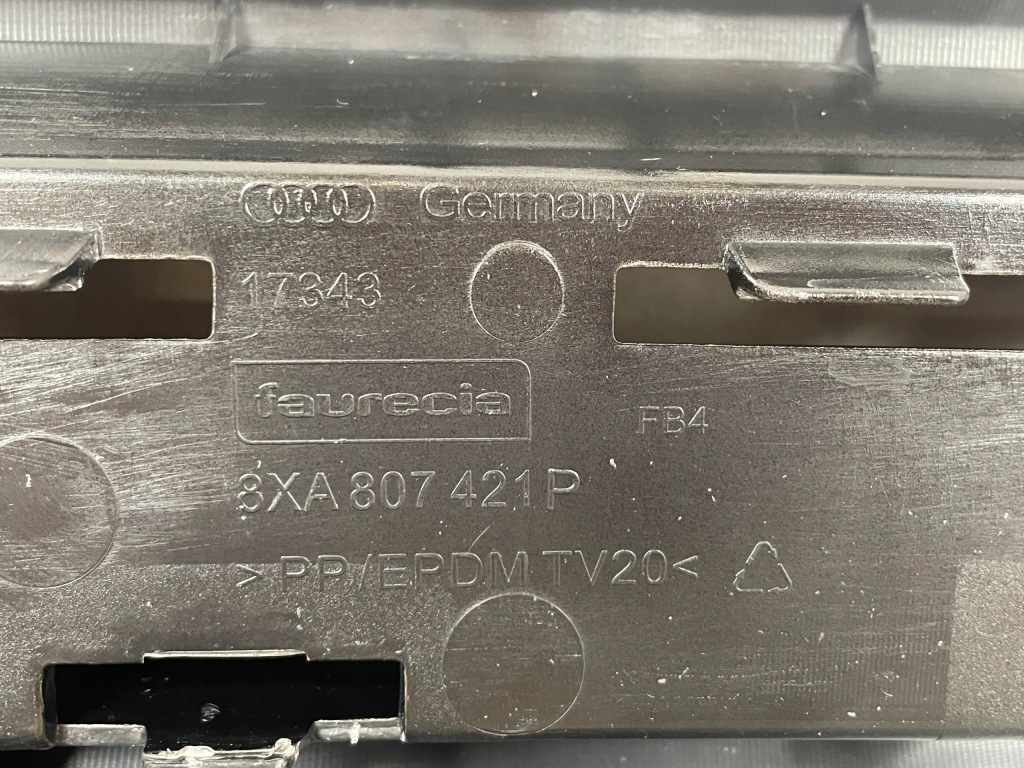 Germany
17343
faurecia
FB4
8XA 807 421 P
> PP/EPDM TV20<